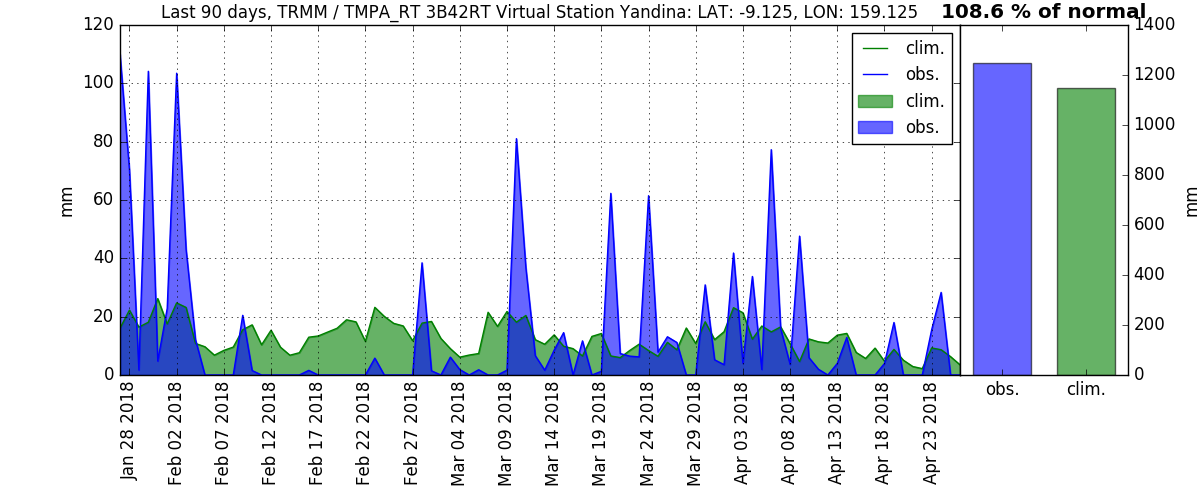 Last 90 days, TRMM / TMPA_RT 3B42RT Virtual Station Yandina: LAT: -9.125, LON: 159.125
108.6 % of normal
120
100
80
60
40
20
0
mm
clim.
obs.
clim.
obs.
1400
1200
1000
800
600
400
200
0
mm
Jan 28 2018
Feb 02 2018
Feb 07 2018
Feb 12 2018
Feb 17 2018
Feb 22 2018
Feb 27 2018
Mar 04 2018
Mar 09 2018
Mar 14 2018
Mar 19 2018
Mar 24 2018
Mar 29 2018
Apr 03 2018
Apr 08 2018
Apr 13 2018
Apr 18 2018
Apr 23 2018
obs.
clim.